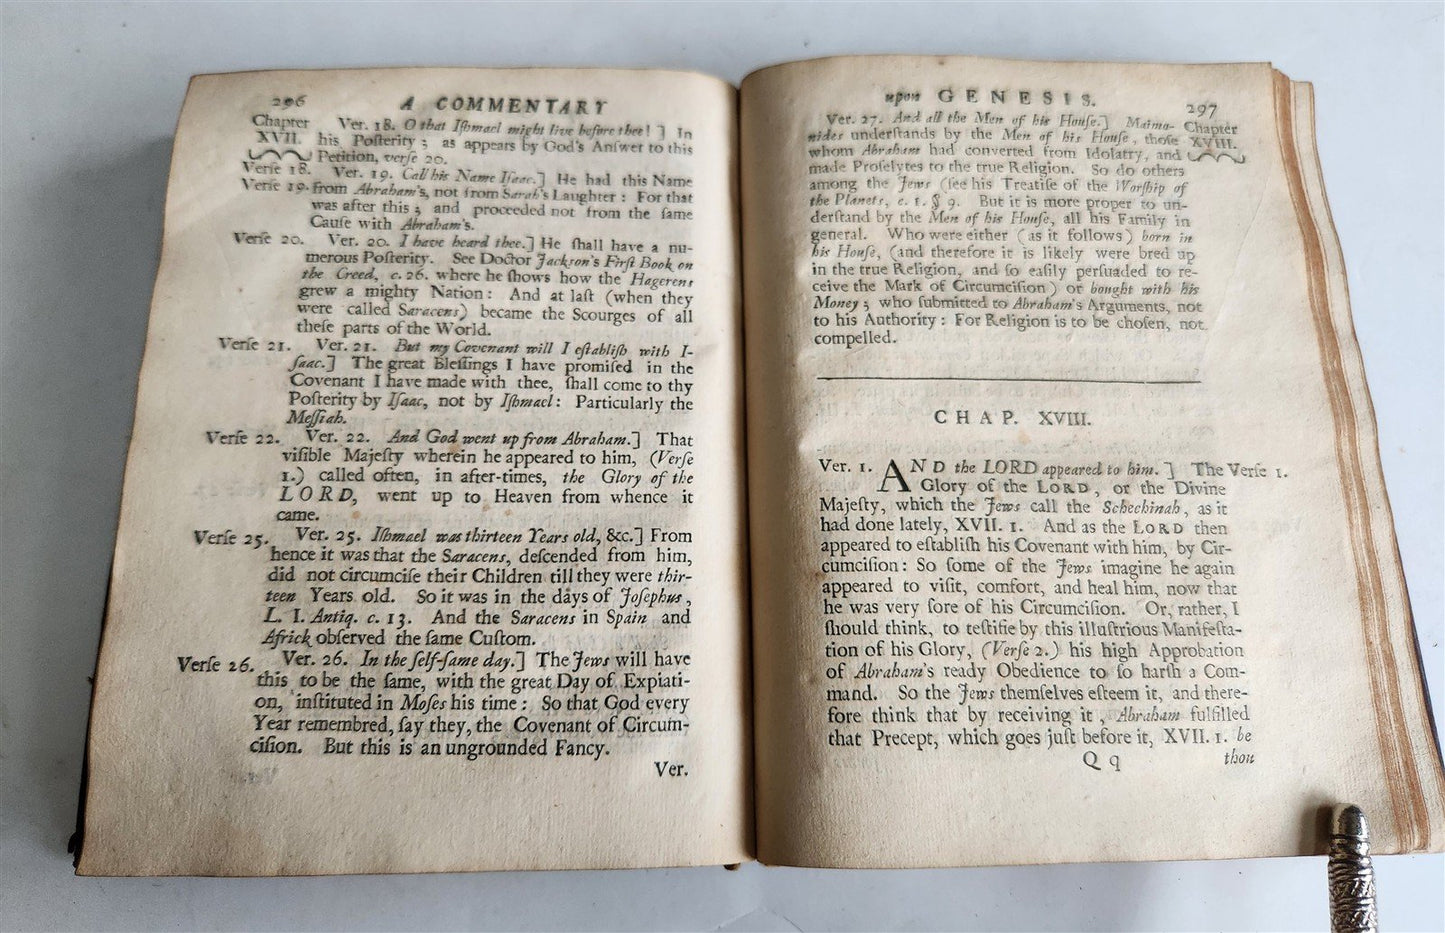 296 A COMMENTARY
Chapter XVII. Ver. 18. O that Iſhmael might live before thee! ] In
his Poſterity; as appears by God's Anſwer to this
Verſe 18. Petition, verſe 20.
Verſe 19. Ver. 19. Call his Name Iſaac.] He had this Name
from Abraham's, not from Sarah's Laughter: For that
was after this; and proceeded not from the ſame
Cauſe with Abraham's.
Verſe 20. Ver. 20. I have heard thee.] He ſhall have a nu-
merous Poſterity. See Doctor Jackson's Firſt Book on
the Creed, c. 26. where he ſhows how the Hagerens
grew a mighty Nation: And at laſt (when they
were called Saracens) became the Scourges of all
theſe parts of the World.
Verſe 21. Ver. 21. But my Covenant will I eſtabliſh with I-
ſaac.] The great Bleſſings I have promiſed in the
Covenant I have made with thee, ſhall come to thy
Poſterity by Iſaac, not by Iſhmael: Particularly the
Meſſiah.
Verſe 22. Ver. 22. And God went up from Abraham.] That
viſible Majeſty wherein he appeared to him, (Verſe
1.) called often, in after-times, the Glory of the
LORD, went up to Heaven from whence it
came.
Verſe 25. Ver. 25. Iſhmael was thirteen Years old, &c.] From
hence it was that the Saracens, deſcended from him,
did not circumciſe their Children till they were thir-
teen Years old. So it was in the days of Joſephus,
L. I. Antiq. c. 13. And the Saracens in Spain and
Africk obſerved the ſame Cuſtom.
Verſe 26. Ver. 26. In the ſelf-ſame day.] The Jews will have
this to be the ſame, with the great Day of Expiati-
on, inſtituted in Moſes his time: So that God every
Year remembred, ſay they, the Covenant of Circum-
ciſion. But this is an ungrounded Fancy.
Ver.
upon GENESIS. 297
Ver. 27. And all the Men of his Houſe.] Maimo- Chapter
nides underſtands by the Men of his Houſe, thoſe XVIII.
whom Abraham had converted from Idolatry, and
made Proſelytes to the true Religion. So do others
among the Jews (ſee his Treatiſe of the Worſhip of
the Planets, c. 1. § 9. But it is more proper to un-
derſtand by the Men of his Houſe, all his Family in
general. Who were either (as it follows) born in
his Houſe, (and therefore it is likely were bred up
in the true Religion, and ſo eaſily perſuaded to re-
ceive the Mark of Circumciſion) or bought with his
Money; who ſubmitted to Abraham's Arguments, not
to his Authority: For Religion is to be choſen, not
compelled.
CHAP. XVIII.
Ver. 1. AND the LORD appeared to him. ] The Verſe 1.
Glory of the LORD, or the Divine
Majeſty, which the Jews call the Schechinah, as it
had done lately, XVII. 1. And as the LORD then
appeared to eſtabliſh his Covenant with him, by Cir-
cumciſion: So ſome of the Jews imagine he again
appeared to viſit, comfort, and heal him, now that
he was very ſore of his Circumciſion. Or, rather, I
ſhould think, to teſtifie by this illuſtrious Manifeſta-
tion of his Glory, (Verſe 2.) his high Approbation
of Abraham's ready Obedience to ſo harſh a Com-
mand. So the Jews themſelves eſteem it, and there-
fore think that by receiving it, Abraham fulfilled
that Precept, which goes juſt before it, XVII. 1. be
Qq thou